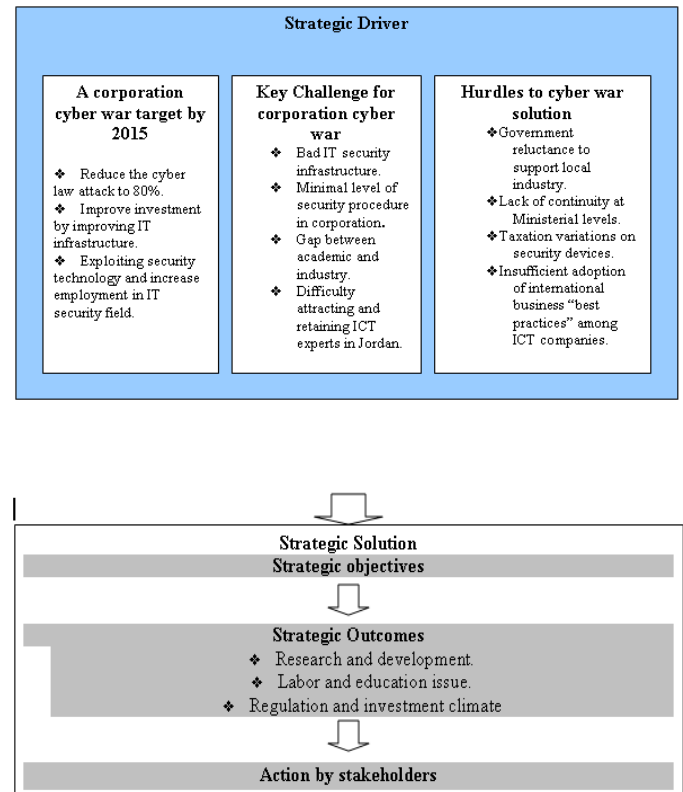 Strategic Driver
A corporation
cyber war target by
2015
❖ Reduce the cyber
law attack to 80%.
❖ Improve investment
by improving IT
infrastructure.
❖ Exploiting security
technology and increase
employment in IT
security field.
Key Challenge for
corporation cyber
war
❖ Bad IT security
infrastructure.
❖ Minimal level of
security procedure
in corporation.
❖ Gap between
academic and
industry.
❖ Difficulty
attracting and
retaining ICT
experts in Jordan.
Hurdles to cyber war
solution
❖Government
reluctance to
support local
industry.
❖Lack of continuity at
Ministerial levels.
❖Taxation variations on
security devices.
❖Insufficient adoption
of international
business “best
practices” among
ICT companies.
Strategic Solution
Strategic objectives
Strategic Outcomes
❖ Research and development.
❖ Labor and education issue.
❖ Regulation and investment climate
Action by stakeholders